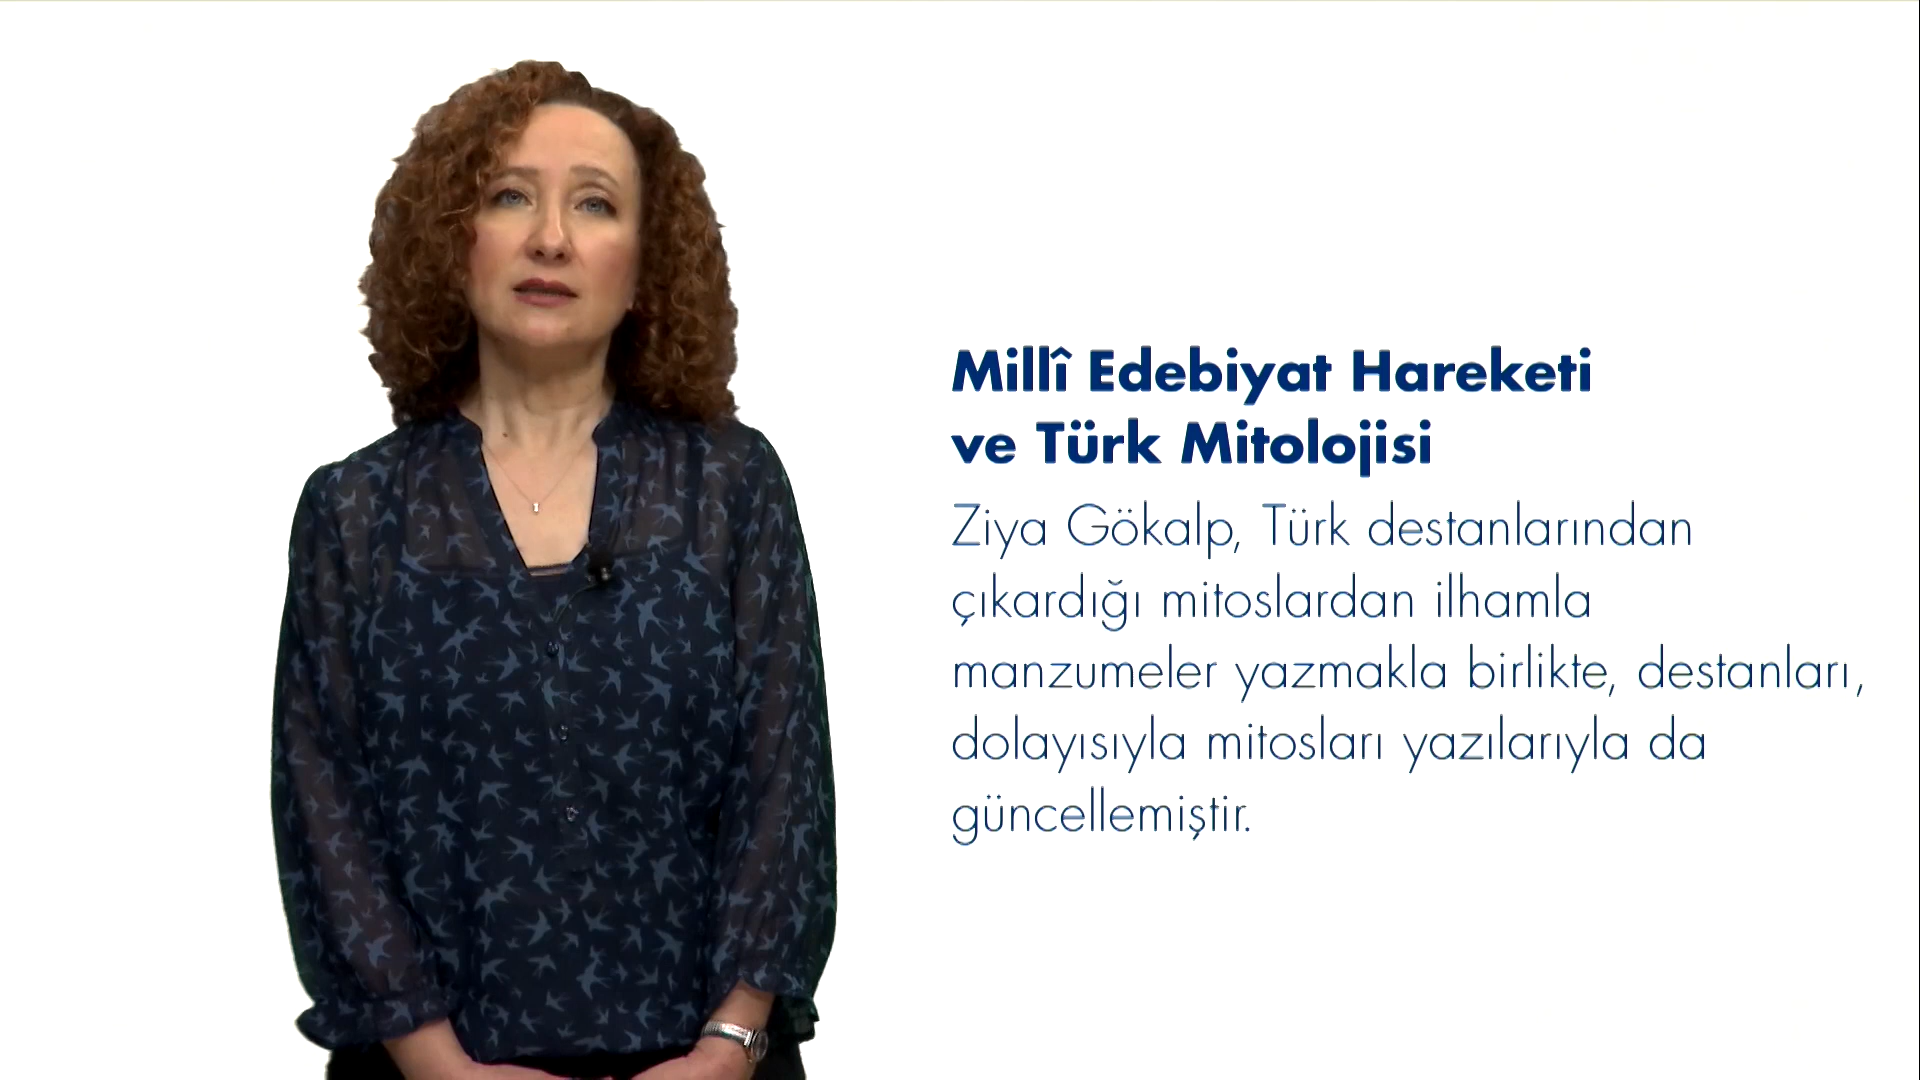 Millî Edebiyat Hareketi
ve Türk Mitolojisi
Ziya Gökalp, Türk destanlarından
çıkardığı mitoslardan ilhamla
manzumeler yazmakla birlikte, destanları,
dolayısıyla mitosları yazılarıyla da
güncellemiştir.